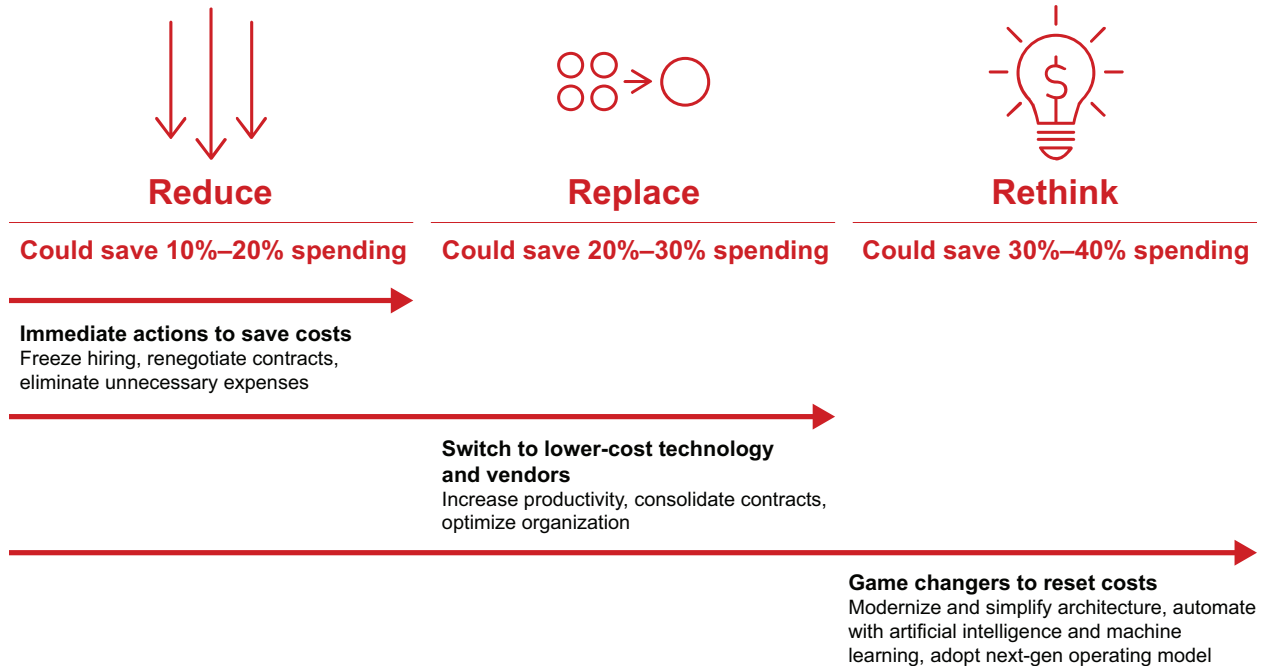 $
Reduce
Replace
Rethink
Could save 10%–20% spending
Could save 20%–30% spending
Could save 30%–40% spending
Immediate actions to save costs
Freeze hiring, renegotiate contracts,
eliminate unnecessary expenses
Switch to lower-cost technology
and vendors
Increase productivity, consolidate contracts,
optimize organization
Game changers to reset costs
Modernize and simplify architecture, automate
with artificial intelligence and machine
learning, adopt next-gen operating model